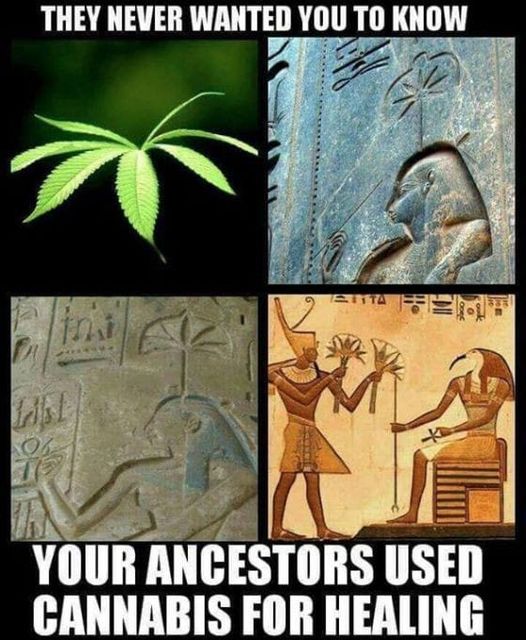 THEY NEVER WANTED YOU TO KNOW
YOUR ANCESTORS USED
CANNABIS FOR HEALING